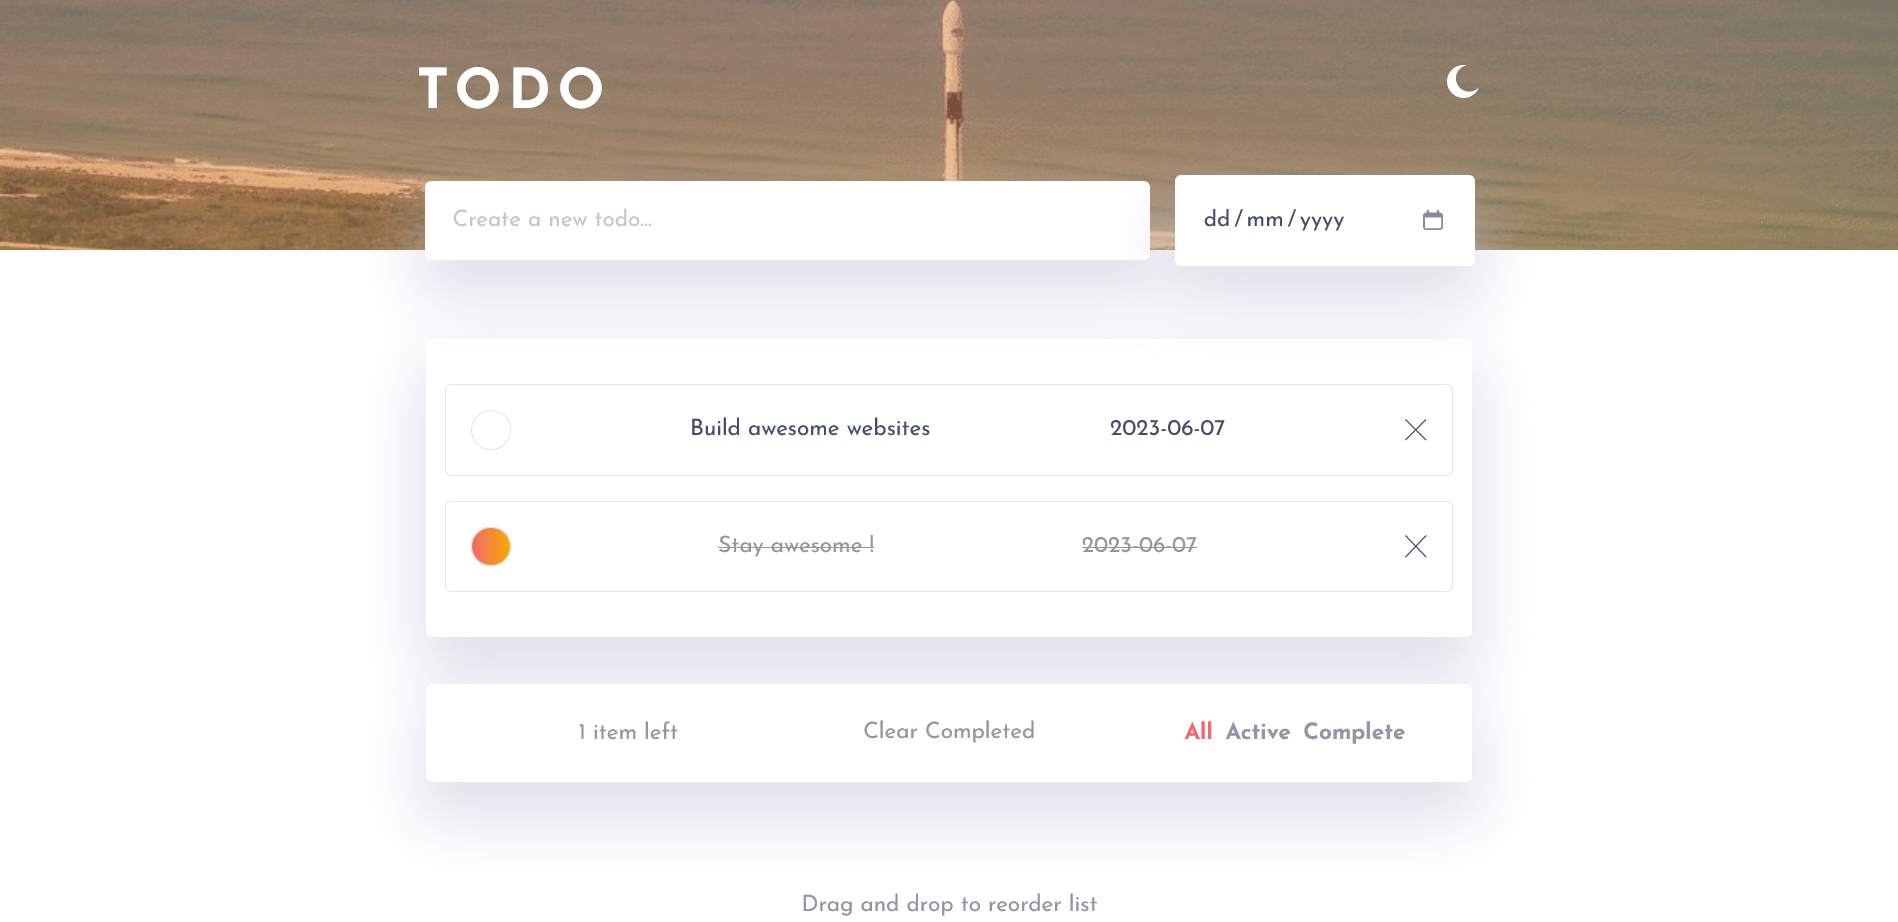 TODO
Create a new todo...
dd/mm/yyyy
Build awesome websites 2023-06-07
Stay awesome ! 2023-06-07
1 item left Clear Completed All Active Complete
Drag and drop to reorder list